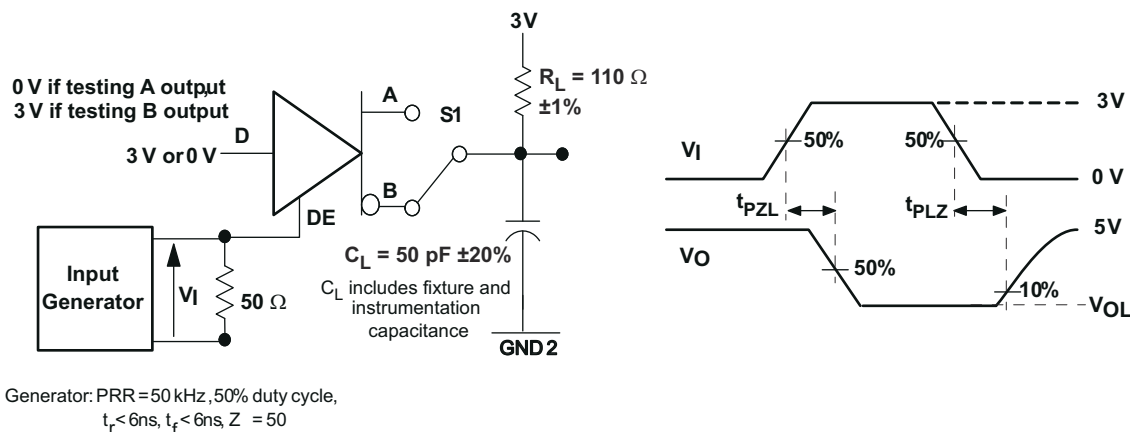 3V
R_L = 110 Ω
±1%
0 V if testing A output
3 V if testing B output
A
S1
D
3 V or 0 V
B
DE
C_L = 50 pF ±20%
C_L includes fixture and
instrumentation
capacitance
GND 2
Input
Generator
V_I
50 Ω
Generator: PRR = 50 kHz, 50% duty cycle,
t_r < 6ns, t_f < 6ns, Z = 50
3V
V_I
50%
50%
0 V
t_PZL
t_PLZ
5V
V_O
50%
10%
V_OL